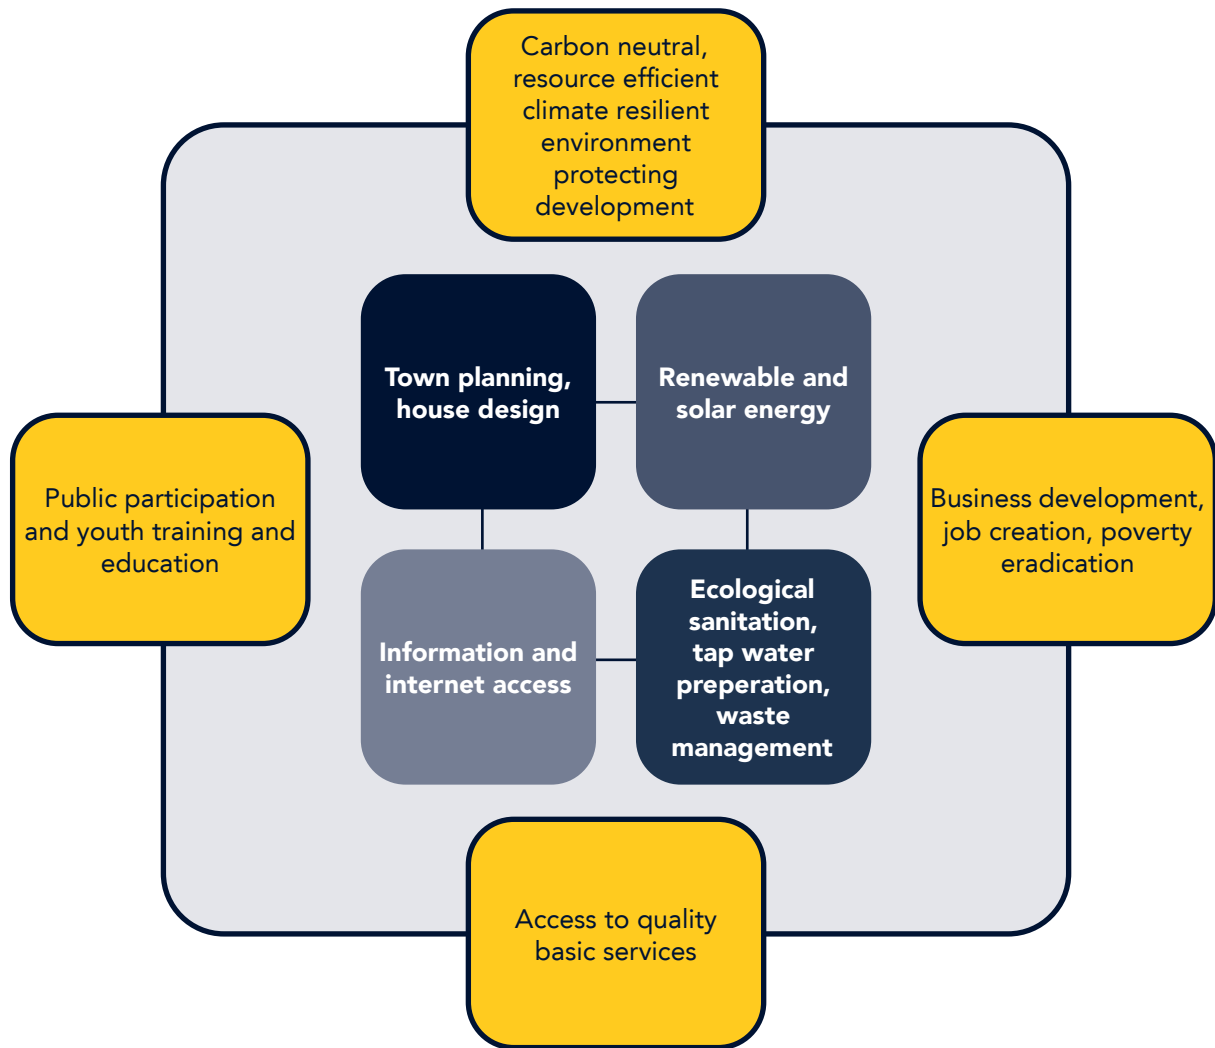 Carbon neutral,
resource efficient
climate resilient
environment
protecting
development
Town planning,
house design
Renewable and
solar energy
Public participation
and youth training and
education
Business development,
job creation, poverty
eradication
Information and
internet access
Ecological
sanitation,
tap water
preperation,
waste
management
Access to quality
basic services